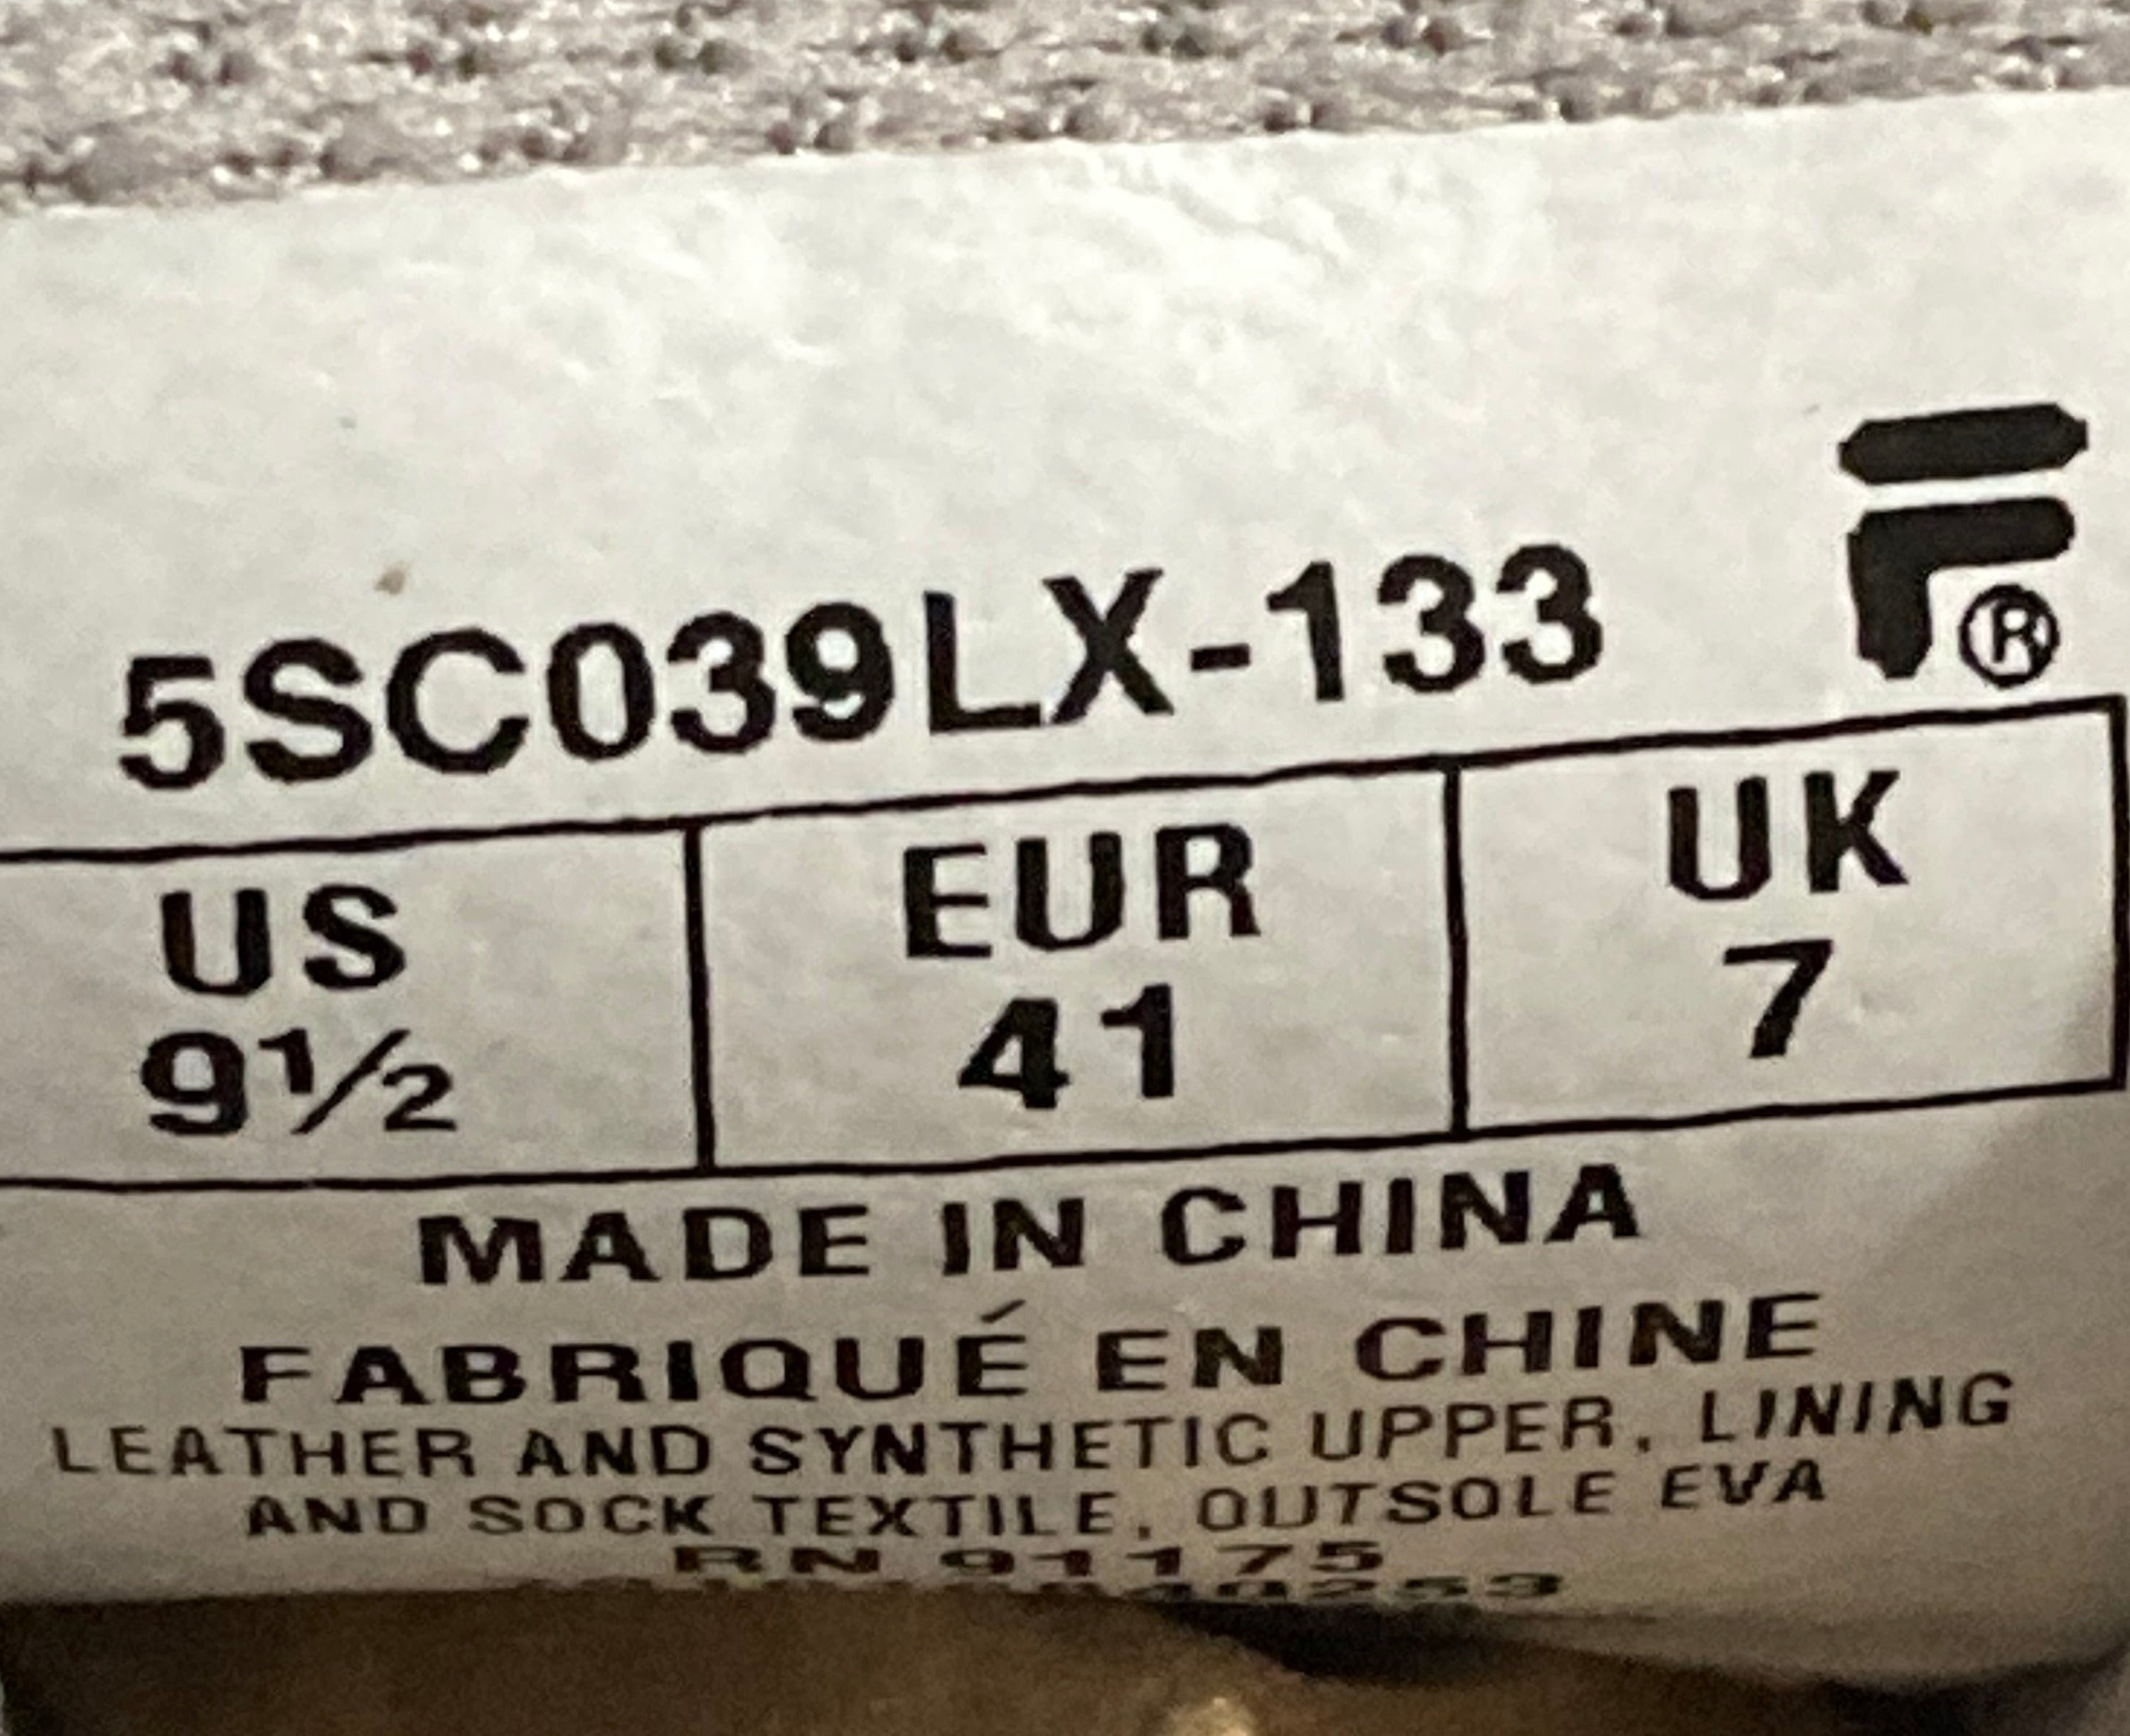 5SC039LX-133
F®
US EUR UK
9½ 41 7
MADE IN CHINA
FABRIQUÉ EN CHINE
LEATHER AND SYNTHETIC UPPER, LINING
AND SOCK TEXTILE, OUTSOLE EVA
RN 91175